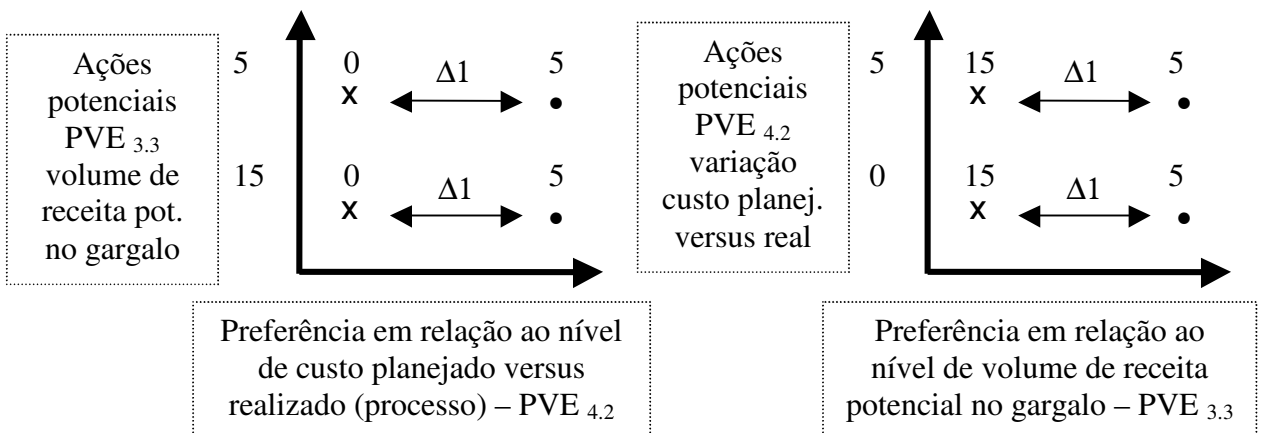 Ações
potenciais
PVE 3.3
volume de
receita pot.
no gargalo
5
0
Δ1
5
x
•
15
0
Δ1
5
x
•
Preferência em relação ao nível
de custo planejado versus
realizado (processo) – PVE 4.2
Ações
potenciais
PVE 4.2
variação
custo planej.
versus real
5
15
Δ1
5
x
•
0
15
Δ1
5
x
•
Preferência em relação ao
nível de volume de receita
potencial no gargalo – PVE 3.3